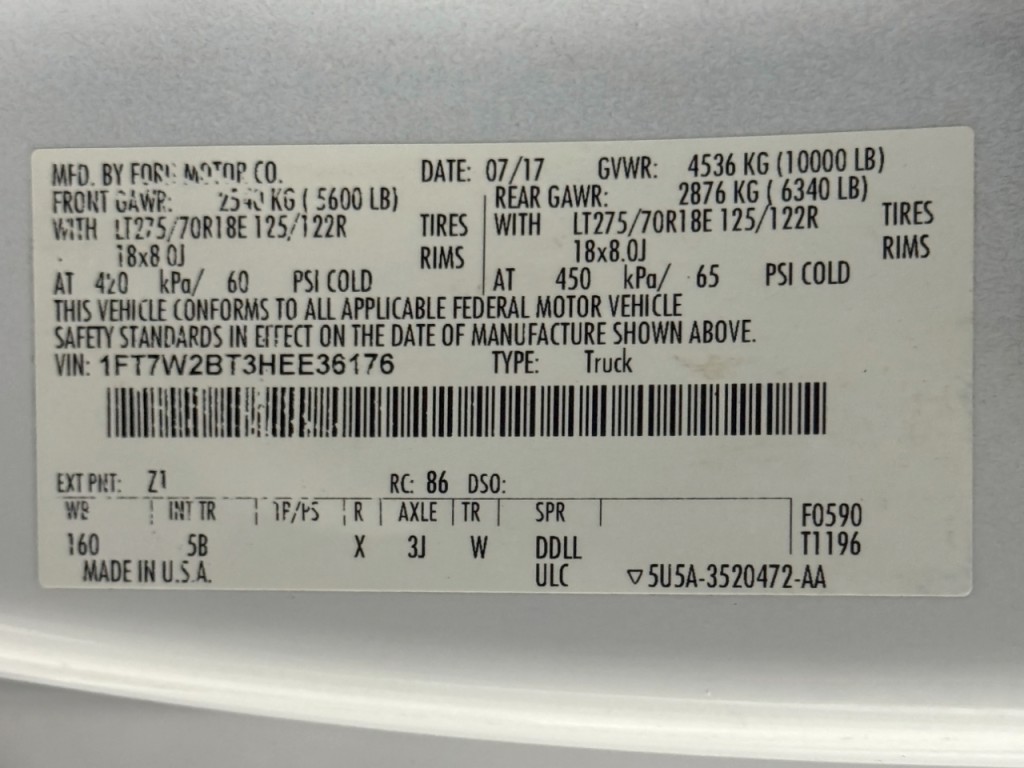 MFD. BY FORD MOTOR CO. DATE: 07/17 GVWR: 4536 KG (10000 LB)
FRONT GAWR: 2540 KG ( 5600 LB) REAR GAWR: 2876 KG ( 6340 LB)
WITH LT275/70R18E 125/122R TIRES WITH LT275/70R18E 125/122R TIRES
18x8.0J RIMS 18x8.0J RIMS
AT 420 kPa/ 60 PSI COLD AT 450 kPa/ 65 PSI COLD
THIS VEHICLE CONFORMS TO ALL APPLICABLE FEDERAL MOTOR VEHICLE
SAFETY STANDARDS IN EFFECT ON THE DATE OF MANUFACTURE SHOWN ABOVE.
VIN: 1FT7W2BT3HEE36176 TYPE: Truck
EXT PNT: Z1 RC: 86 DSO:
WB INT TR TP/PS R AXLE TR SPR F0590
160 5B X 3J W DDLL T1196
MADE IN U.S.A. ULC ▽5U5A-3520472-AA